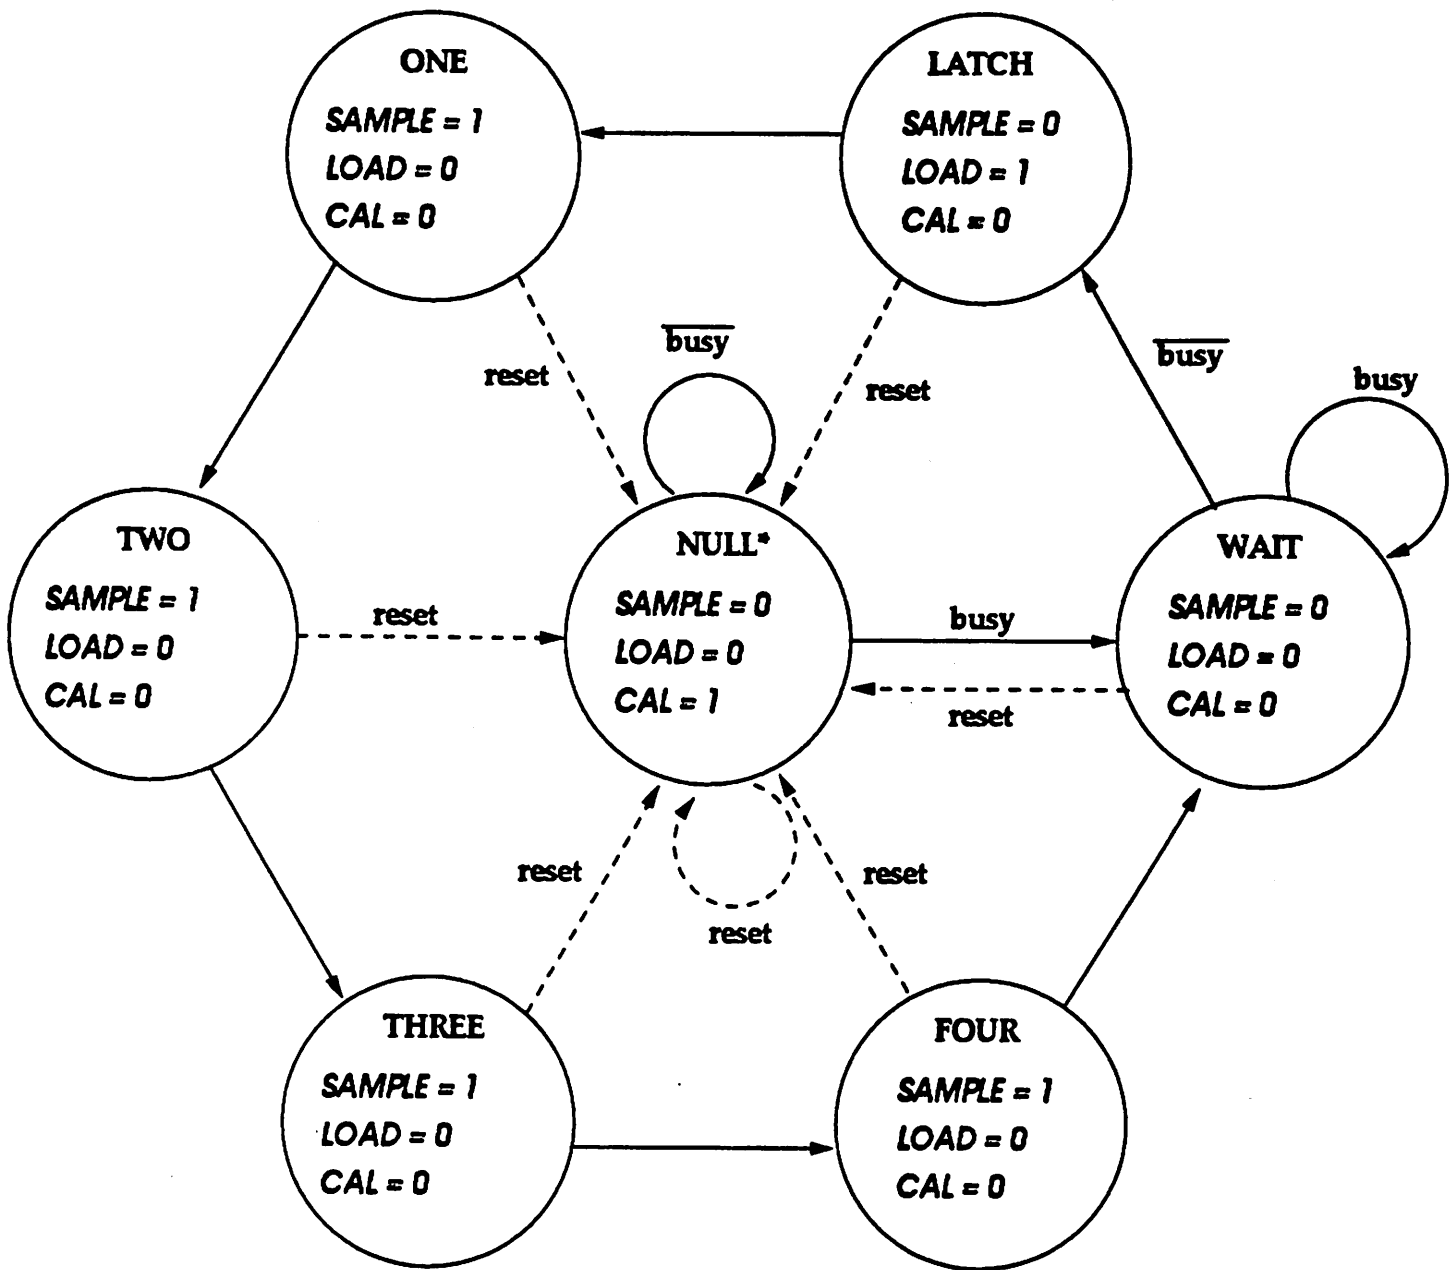 ONE
SAMPLE = 1
LOAD = 0
CAL = 0
LATCH
SAMPLE = 0
LOAD = 1
CAL = 0
busy
busy
busy
reset
reset
TWO
SAMPLE = 1
LOAD = 0
CAL = 0
reset
NULL*
SAMPLE = 0
LOAD = 0
CAL = 1
busy
reset
WAIT
SAMPLE = 0
LOAD = 0
CAL = 0
reset
reset
reset
THREE
SAMPLE = 1
LOAD = 0
CAL = 0
FOUR
SAMPLE = 1
LOAD = 0
CAL = 0